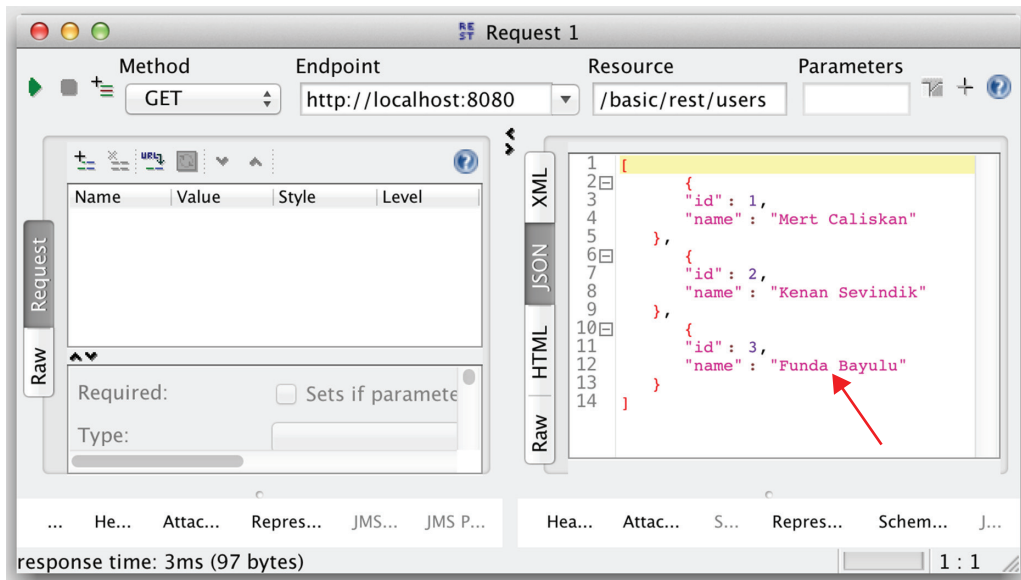 REST Request 1
Method Endpoint Resource Parameters
GET http://localhost:8080 /basic/rest/users
URL
Name Value Style Level
Request
Raw
Required: Sets if paramete
Type:
XML
JSON
HTML
Raw
1 [
2 {
3 "id": 1,
4 "name": "Mert Caliskan"
5 },
6 {
7 "id": 2,
8 "name": "Kenan Sevindik"
9 },
10 {
11 "id": 3,
12 "name": "Funda Bayulu"
13 }
14 ]
... He... Attac... Repres... JMS... JMS P...
Hea... Attac... S... Repres... Schem... J...
response time: 3ms (97 bytes) 1 : 1